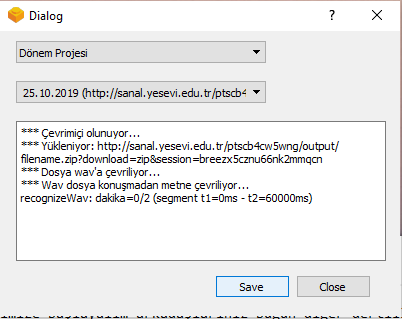 Dialog
Dönem Projesi
25.10.2019 (http://sanal.yesevi.edu.tr/ptscb4
*** Çevrimiçi olunuyor...
*** Yükleniyor: http://sanal.yesevi.edu.tr/ptscb4cw5wng/output/
filename.zip?download=zip&session=breezx5cznu66nk2mmqcn
*** Dosya wav'a çevriliyor...
*** Wav dosya konuşmadan metne çevriliyor...
recognizeWav: dakika=0/2 (segment t1=0ms - t2=60000ms)
Save
Close